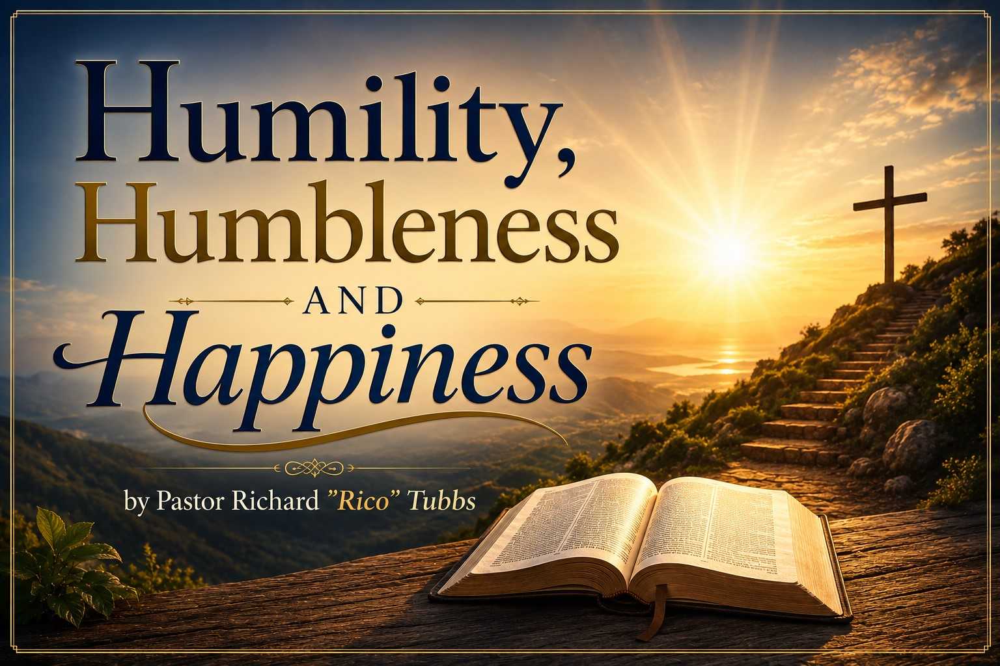 Humility,
Humbleness
AND
Happiness
by Pastor Richard ”Rico” Tubbs